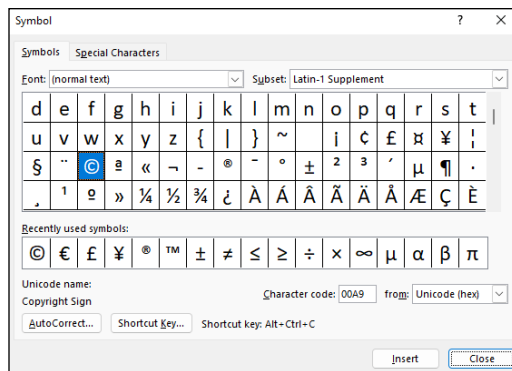 Symbol ? ×
Symbols Special Characters
Font: (normal text) Subset: Latin-1 Supplement
d e f g h i j k l m n o p q r s t
u v w x y z { | } ~ ¡ ¢ £ ¤ ¥ ¦
§ ¨ © ª « ¬ - ® ¯ ° ± ² ³ ´ µ ¶ ·
¸ ¹ º » ¼ ½ ¾ ¿ À Á Â Ã Ä Å Æ Ç È
Recently used symbols:
© € £ ¥ ® ™ ± ≠ ≤ ≥ ÷ × ∞ µ α β π
Unicode name:
Copyright Sign
Character code: 00A9 from: Unicode (hex)
AutoCorrect... Shortcut Key... Shortcut key: Alt+Ctrl+C
Insert Close